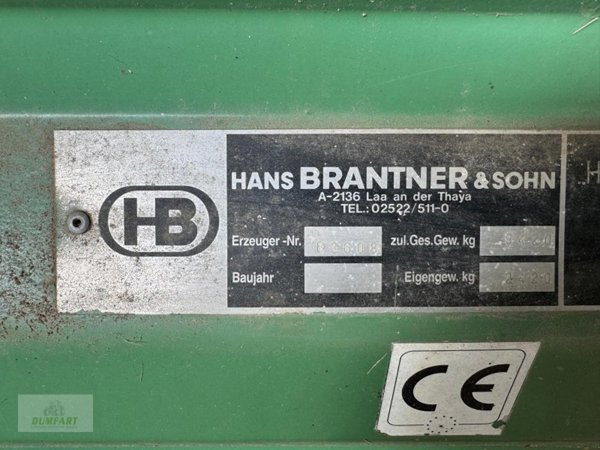 HB
HANS BRANTNER & SOHN
A-2136 Laa an der Thaya
TEL.: 02522/511-0
Erzeuger-Nr. zul.Ges.Gew. kg
Baujahr Eigengew. kg
CE
DUMFART